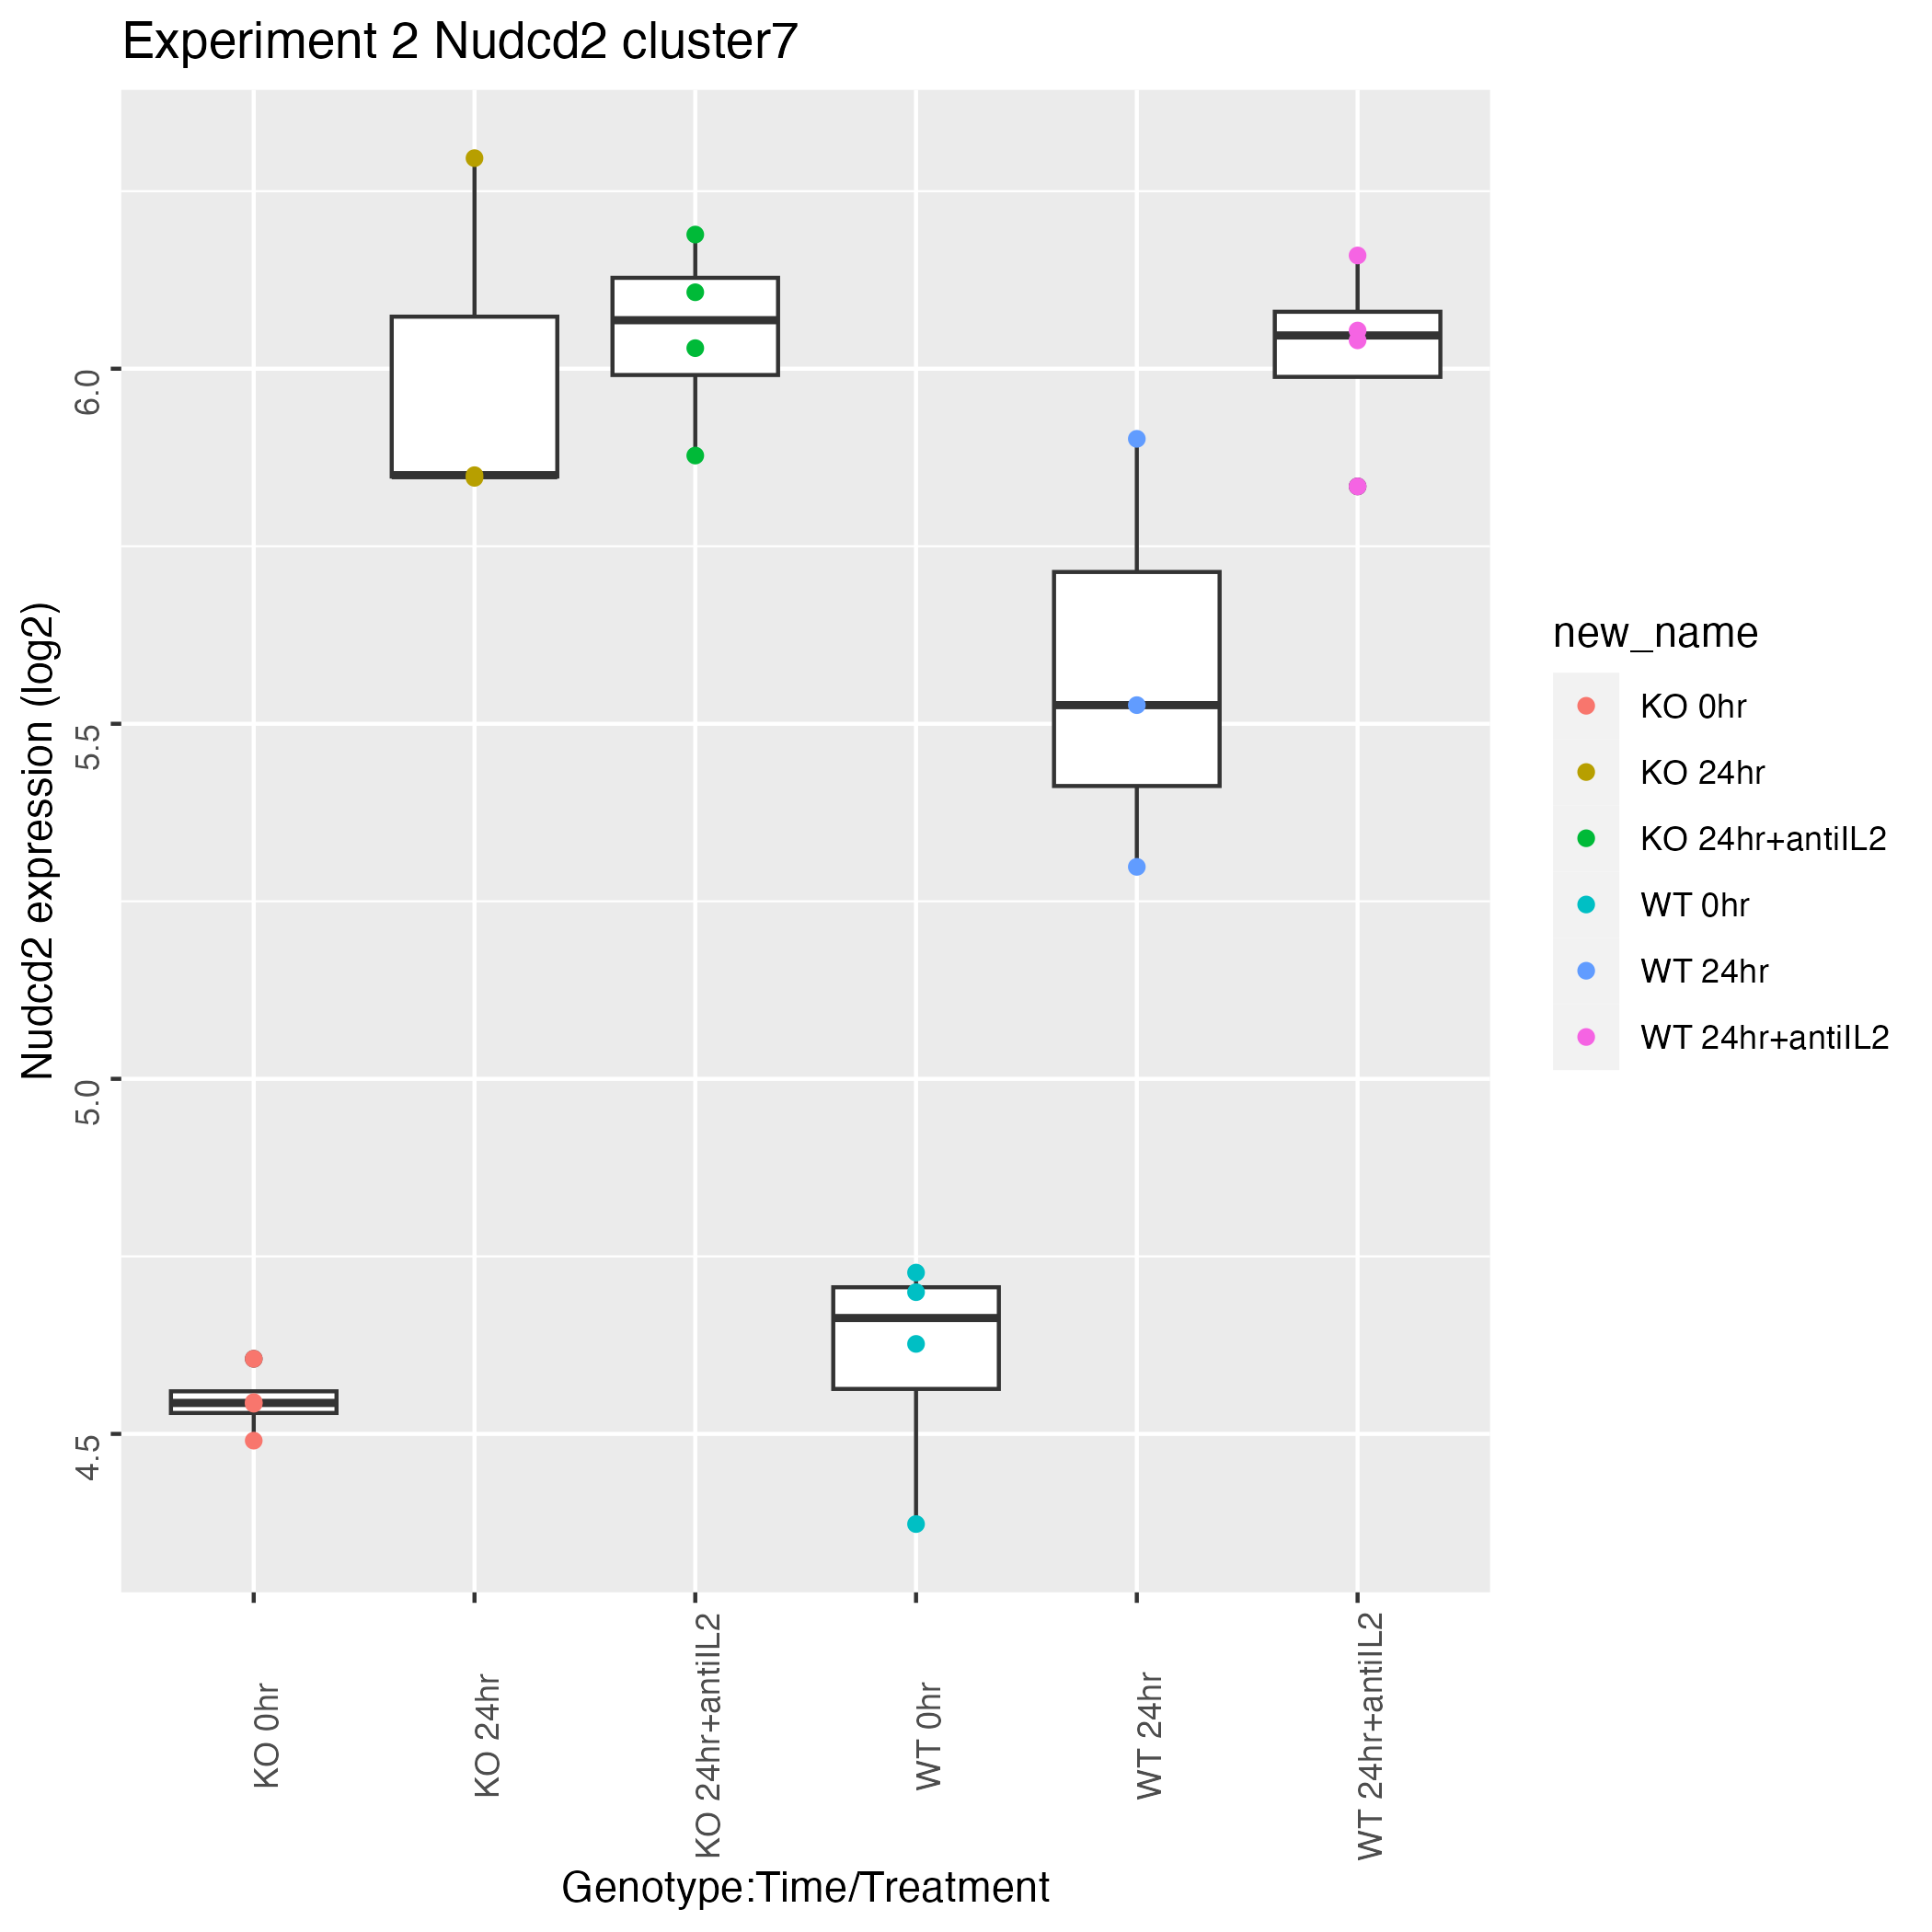 Experiment 2 Nudcd2 cluster7
Nudcd2 expression (log2)
6.0
5.5
5.0
4.5
KO 0hr
KO 24hr
KO 24hr+antiIL2
WT 0hr
WT 24hr
WT 24hr+antiIL2
Genotype:Time/Treatment
new_name
KO 0hr
KO 24hr
KO 24hr+antiIL2
WT 0hr
WT 24hr
WT 24hr+antiIL2